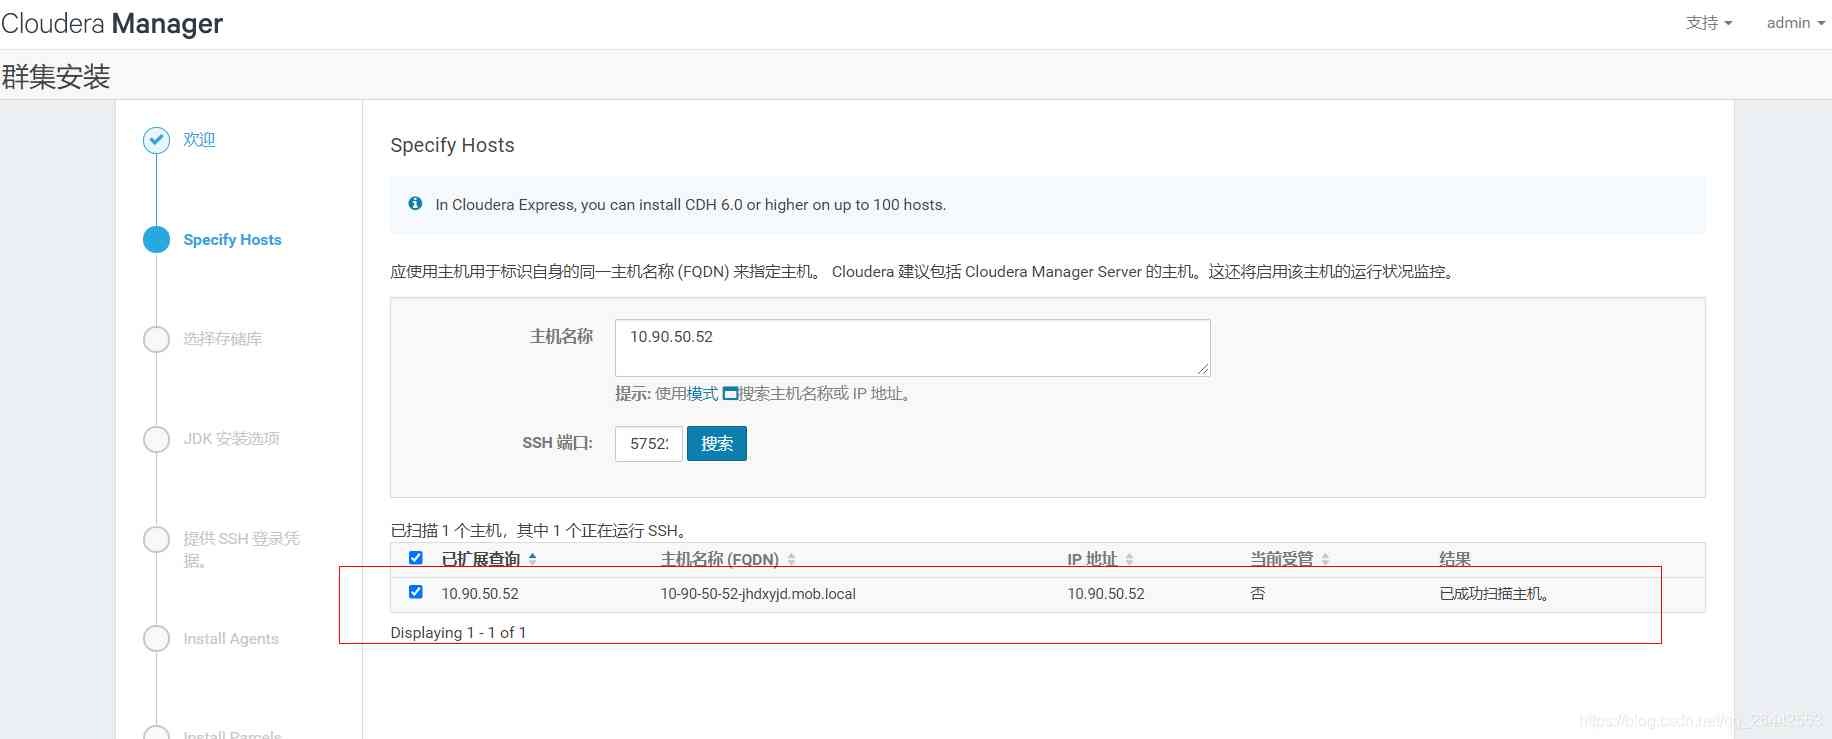 Cloudera Manager
支持 admin
群集安装
欢迎
Specify Hosts
选择存储库
JDK 安装选项
提供 SSH 登录凭
据。
Install Agents
Install Parcels
Specify Hosts
In Cloudera Express, you can install CDH 6.0 or higher on up to 100 hosts.
应使用主机用于标识自身的同一主机名称 (FQDN) 来指定主机。 Cloudera 建议包括 Cloudera Manager Server 的主机。这还将启用该主机的运行状况监控。
主机名称 10.90.50.52
提示: 使用模式 搜索主机名称或 IP 地址。
SSH 端口: 5752 搜索
已扫描 1 个主机，其中 1 个正在运行 SSH。
已扩展查询 主机名称 (FQDN) IP 地址 当前受管 结果
10.90.50.52 10-90-50-52-jhdxyjd.mob.local 10.90.50.52 否 已成功扫描主机。
Displaying 1 - 1 of 1